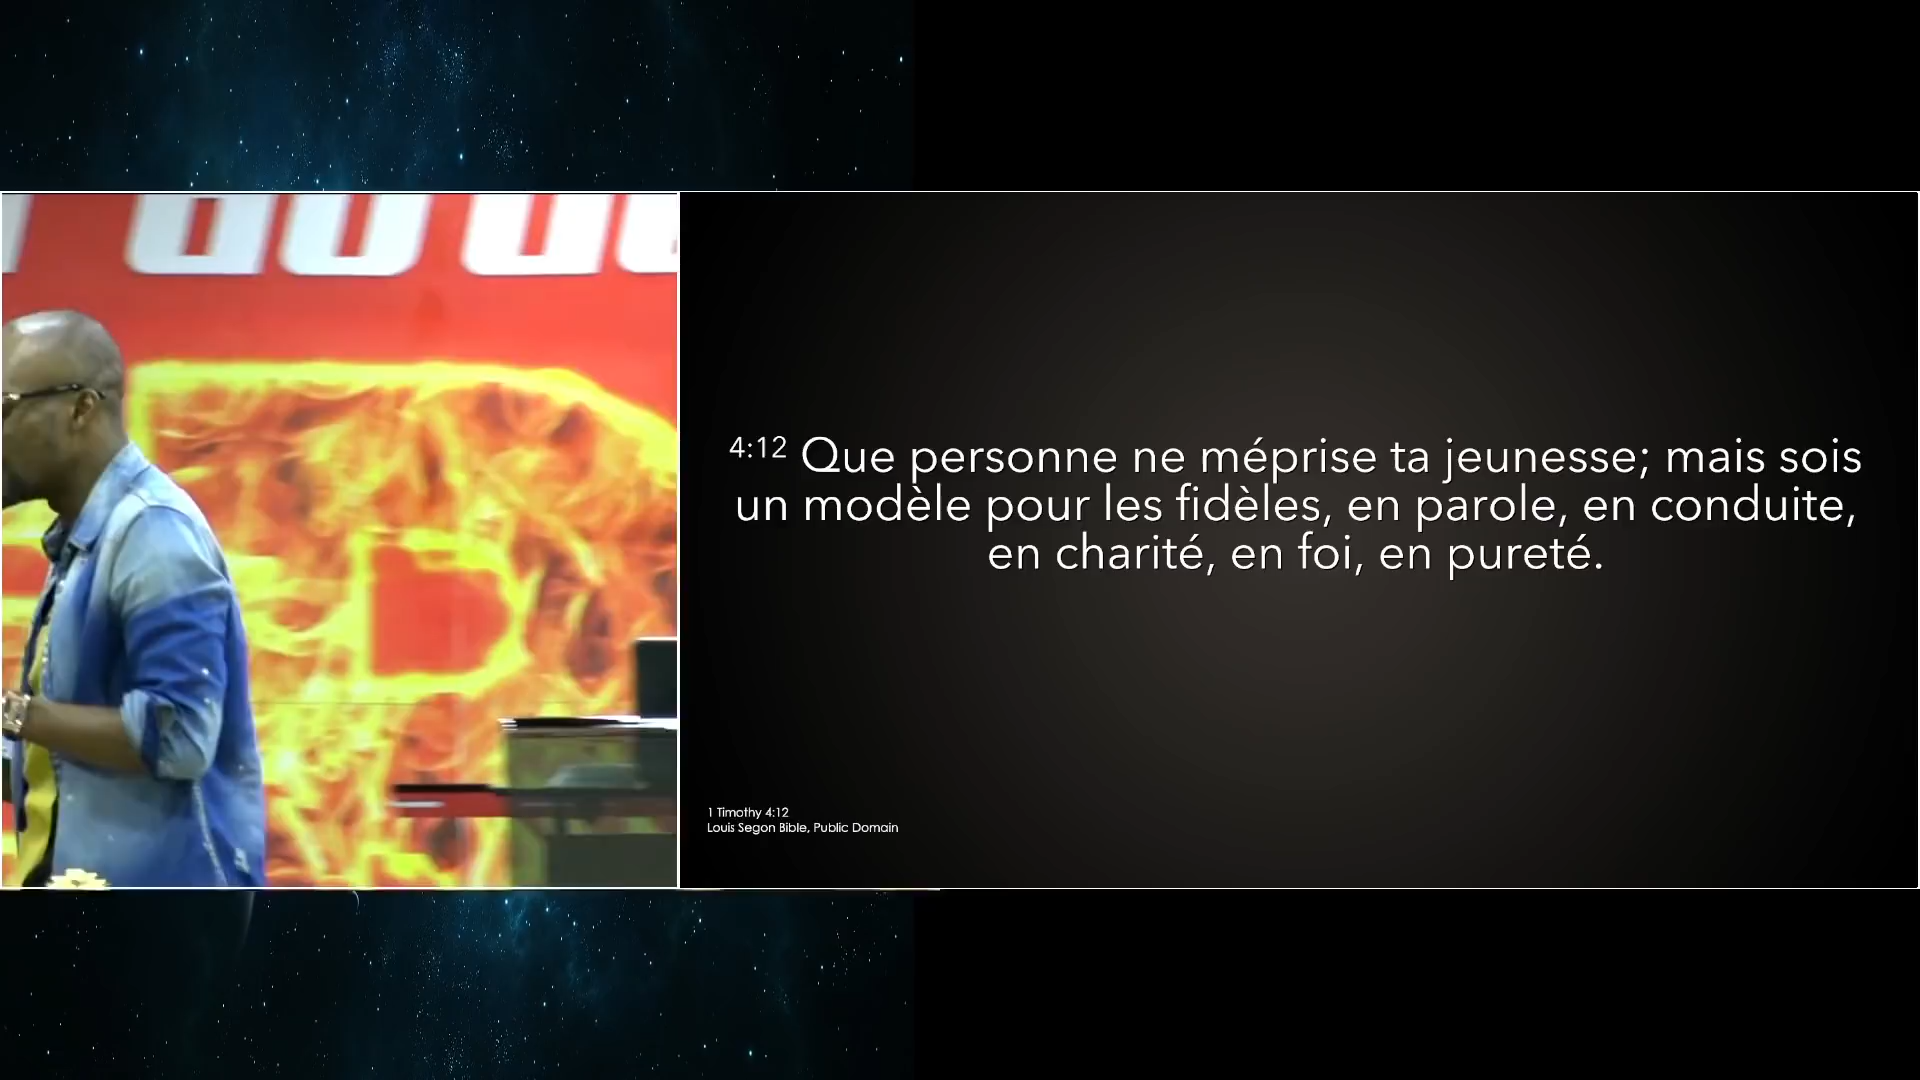 4:12 Que personne ne méprise ta jeunesse; mais sois
un modèle pour les fidèles, en parole, en conduite,
en charité, en foi, en pureté.
1 Timothy 4:12
Louis Segon Bible, Public Domain